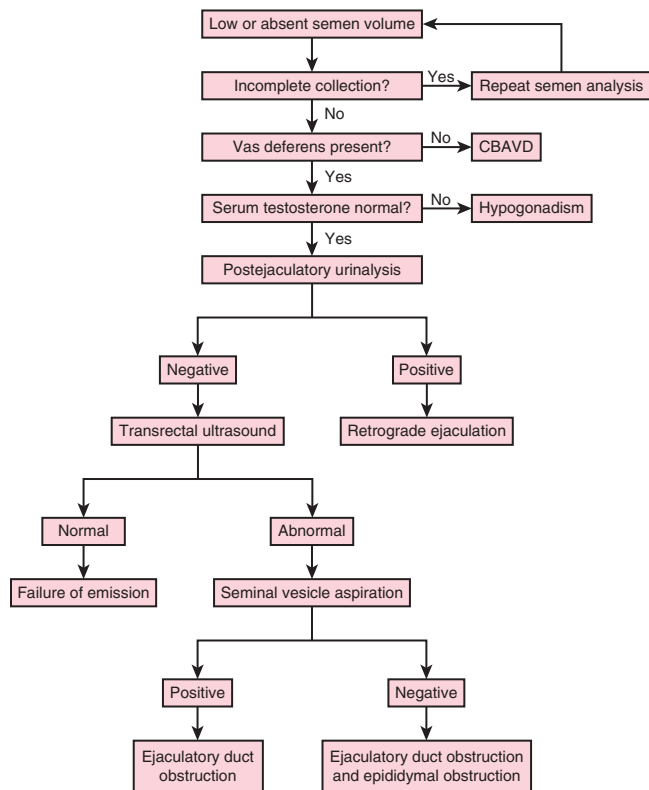 Low or absent semen volume
Incomplete collection?
Yes
Repeat semen analysis
No
Vas deferens present?
No
CBAVD
Yes
Serum testosterone normal?
No
Hypogonadism
Yes
Postejaculatory urinalysis
Negative
Positive
Transrectal ultrasound
Retrograde ejaculation
Normal
Abnormal
Failure of emission
Seminal vesicle aspiration
Positive
Negative
Ejaculatory duct
obstruction
Ejaculatory duct obstruction
and epididymal obstruction